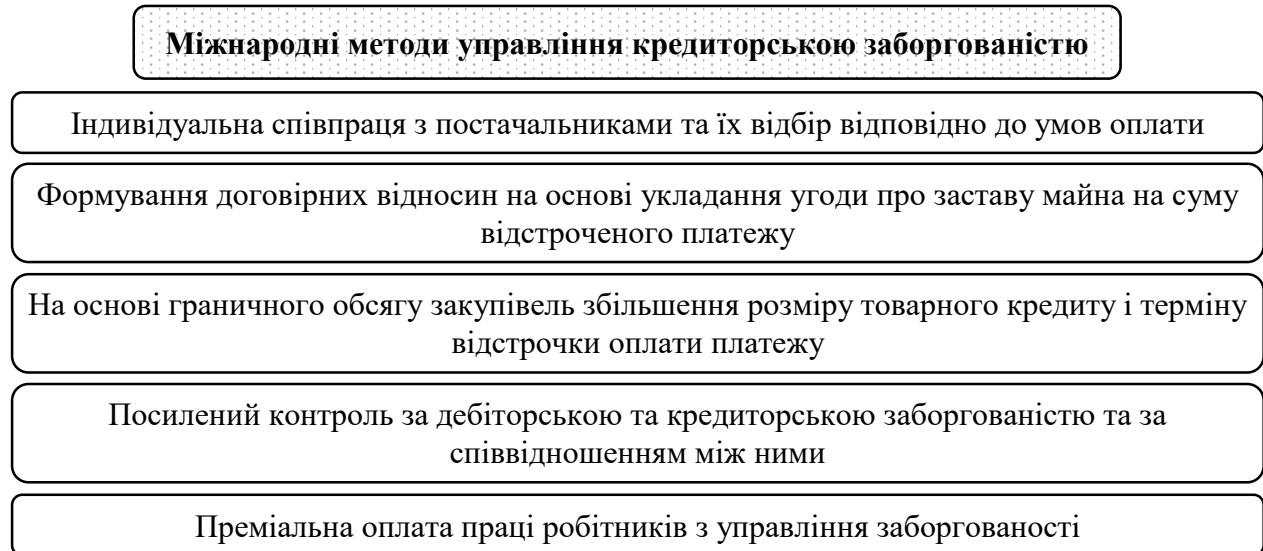 Міжнародні методи управління кредиторською заборгованістю
Індивідуальна співпраця з постачальниками та їх відбір відповідно до умов оплати
Формування договірних відносин на основі укладання угоди про заставу майна на суму
відстроченого платежу
На основі граничного обсягу закупівель збільшення розміру товарного кредиту і терміну
відстрочки оплати платежу
Посилений контроль за дебіторською та кредиторською заборгованістю та за
співвідношенням між ними
Преміальна оплата праці робітників з управління заборгованості